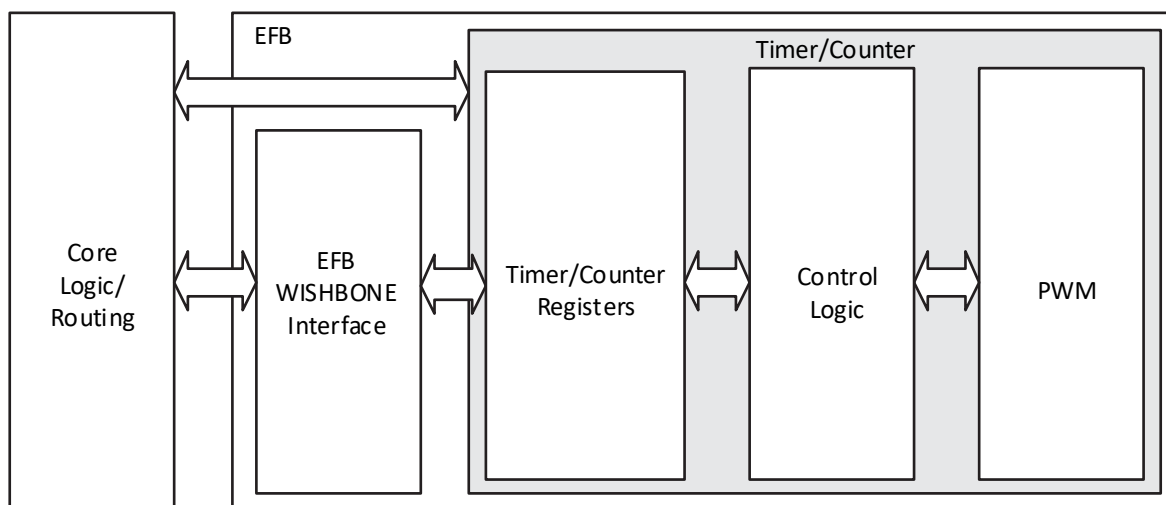 EFB
Timer/Counter
Core
Logic/
Routing
EFB
WISHBONE
Interface
Timer/Counter
Registers
Control
Logic
PWM